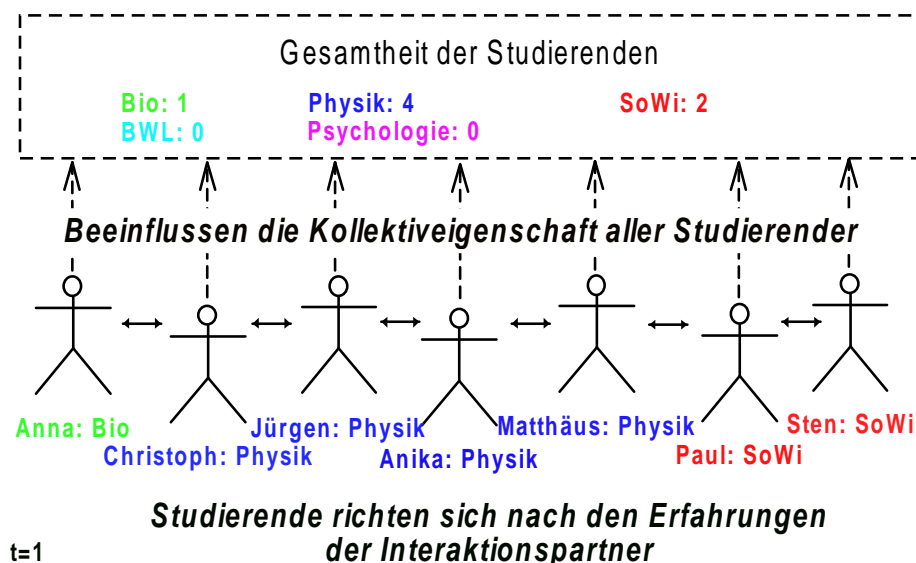 Gesamtheit der Studierenden
Bio: 1 Physik: 4 SoWi: 2
BWL: 0 Psychologie: 0
Beeinflussen die Kollektiveigenschaft aller Studierender
Anna: Bio
Christoph: Physik
Jürgen: Physik
Anika: Physik
Matthäus: Physik
Paul: SoWi
Sten: SoWi
Studierende richten sich nach den Erfahrungen
der Interaktionspartner
t=1